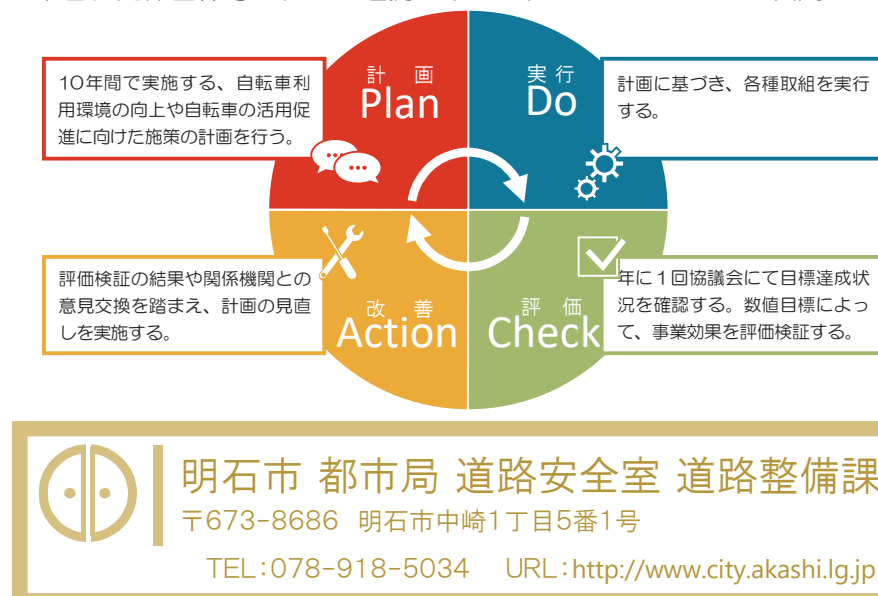 計画
Plan
10年間で実施する、自転車利
用環境の向上や自転車の活用促
進に向けた施策の計画を行う。
実行
Do
計画に基づき、各種取組を実行
する。
評価検証の結果や関係機関との
意見交換を踏まえ、計画の見直
しを実施する。
改善
Action
評価
Check
年に1回協議会にて目標達成状
況を確認する。数値目標によっ
て、事業効果を評価検証する。
明石市 都市局 道路安全室 道路整備課
〒673-8686 明石市中崎1丁目5番1号
TEL:078-918-5034 URL:http://www.city.akashi.lg.jp